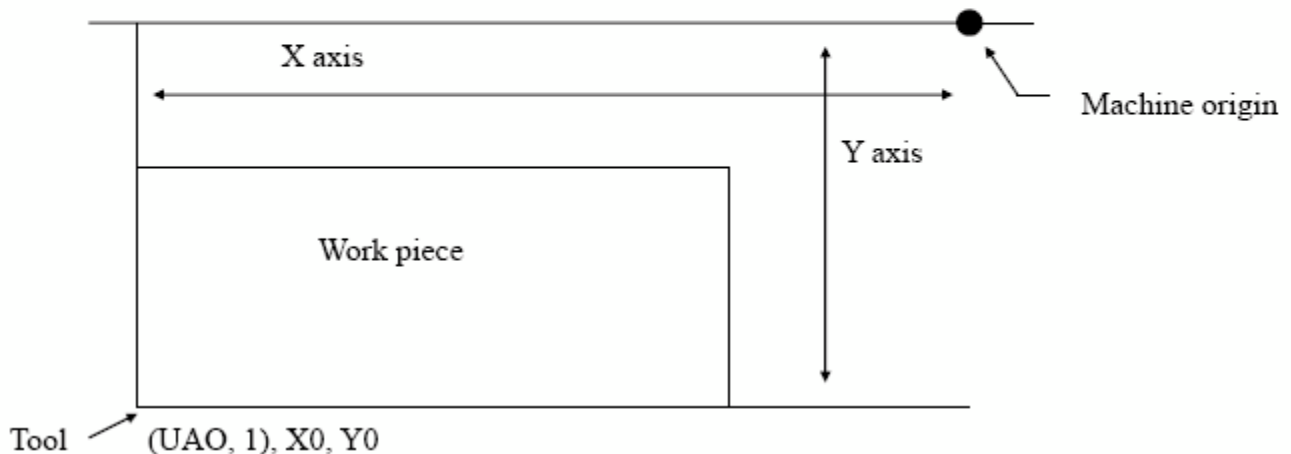 X axis
Machine origin
Y axis
Work piece
Tool
(UAO, 1), X0, Y0